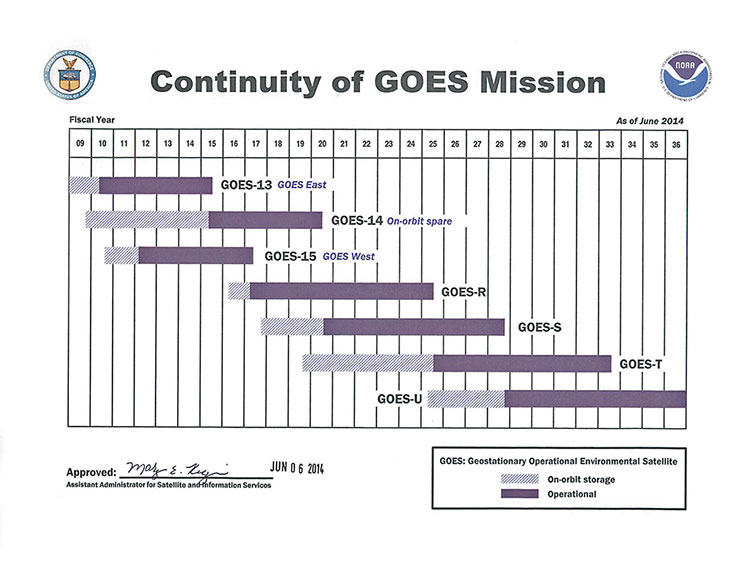 Continuity of GOES Mission
NOAA
Fiscal Year
As of June 2014
09 10 11 12 13 14 15 16 17 18 19 20 21 22 23 24 25 26 27 28 29 30 31 32 33 34 35 36
GOES-13 GOES East
GOES-14 On-orbit spare
GOES-15 GOES West
GOES-R
GOES-S
GOES-T
GOES-U
GOES: Geostationary Operational Environmental Satellite
On-orbit storage
Operational
Approved:
JUN 06 2014
Assistant Administrator for Satellite and Information Services